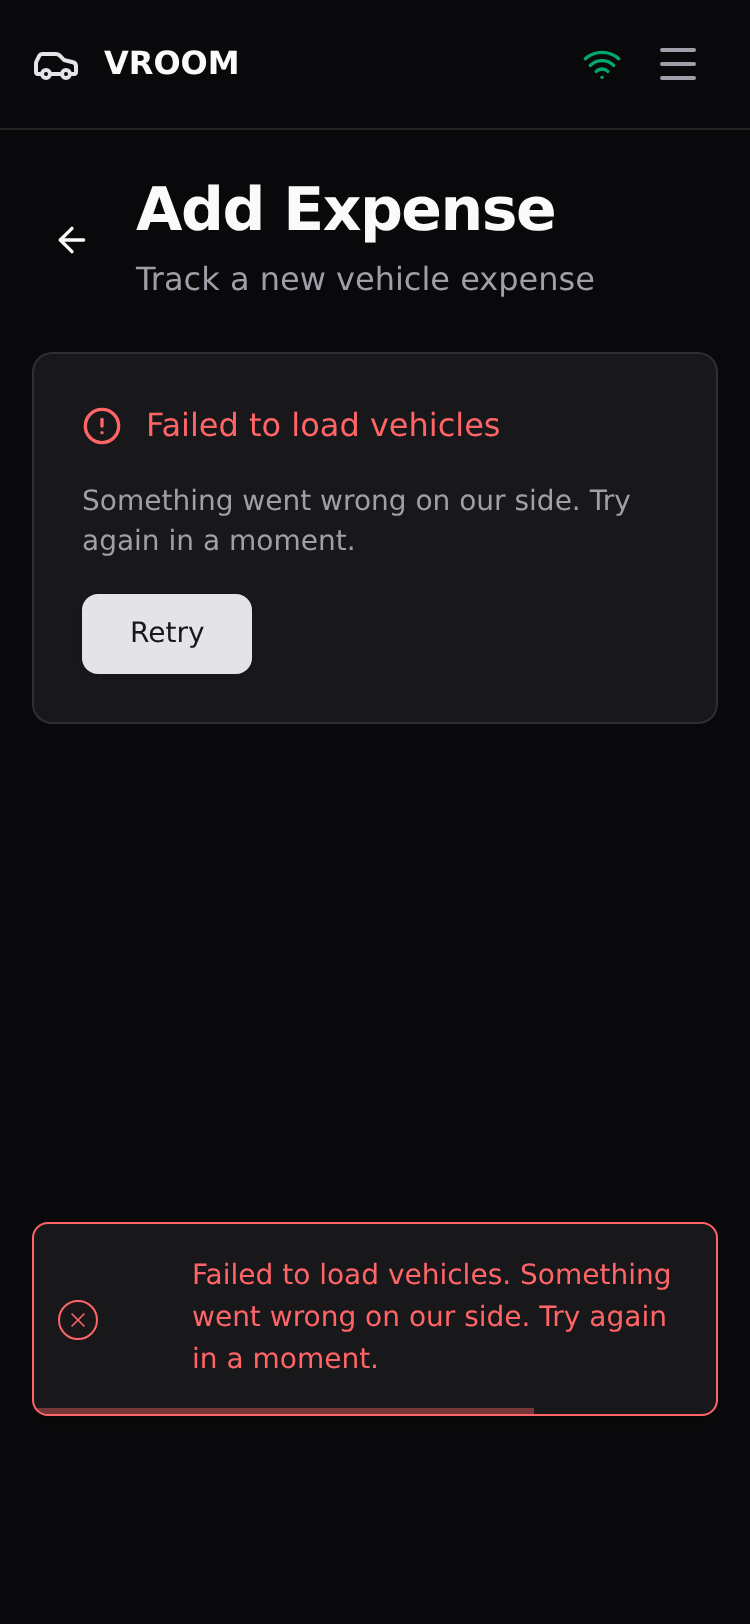 VROOM
Add Expense
Track a new vehicle expense
Failed to load vehicles
Something went wrong on our side. Try
again in a moment.
Retry
Failed to load vehicles. Something
went wrong on our side. Try again
in a moment.